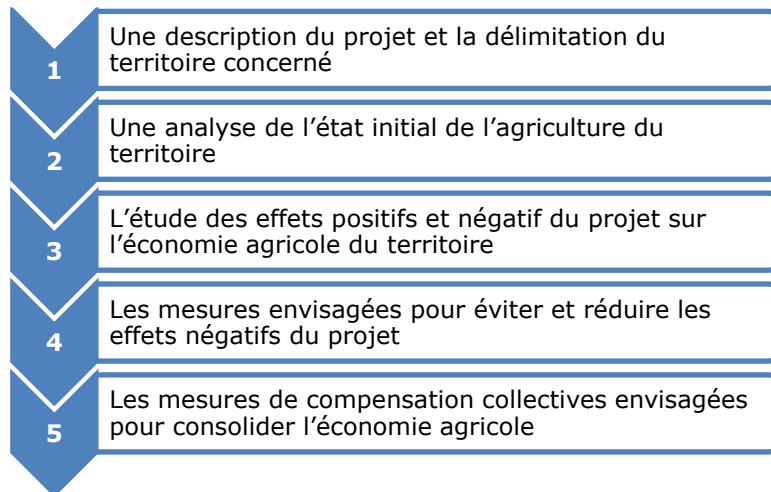 1
Une description du projet et la délimitation du
territoire concerné
2
Une analyse de l’état initial de l’agriculture du
territoire
3
L’étude des effets positifs et négatif du projet sur
l’économie agricole du territoire
4
Les mesures envisagées pour éviter et réduire les
effets négatifs du projet
5
Les mesures de compensation collectives envisagées
pour consolider l’économie agricole